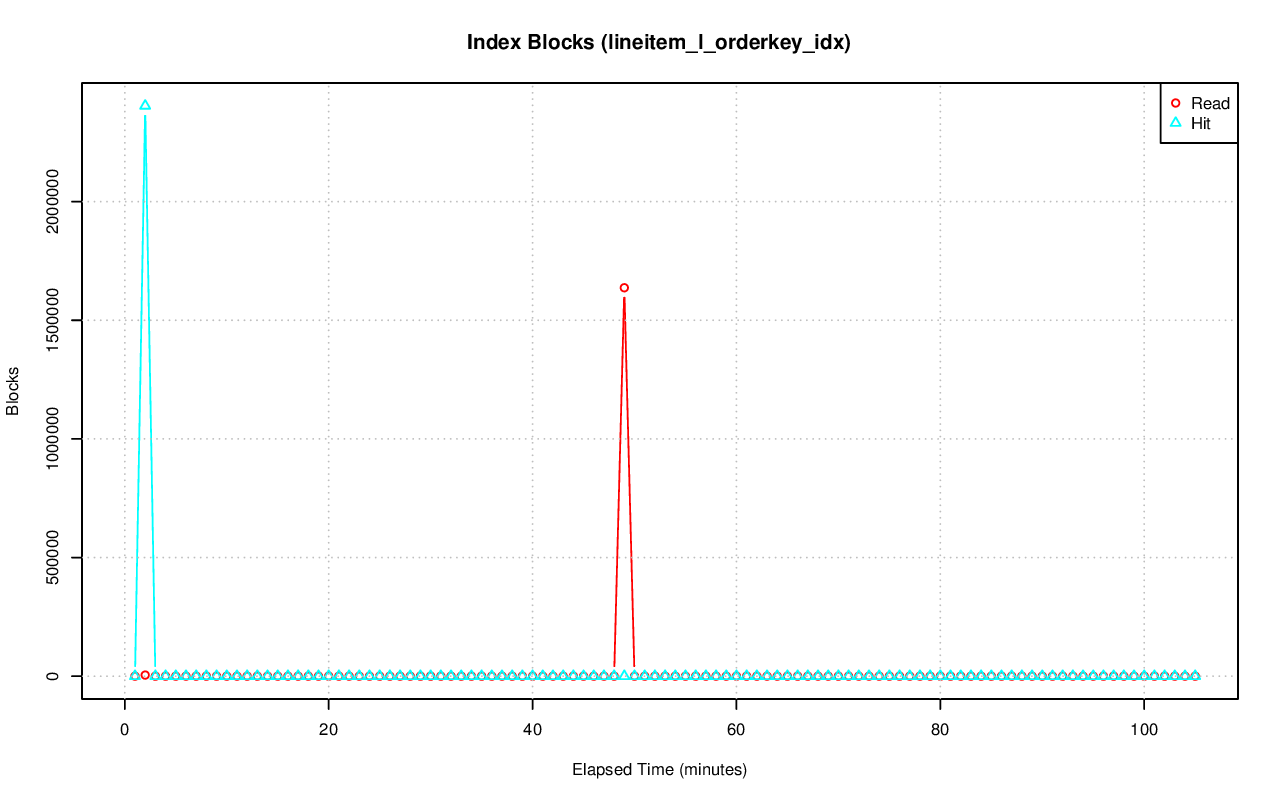 Index Blocks (lineitem_l_orderkey_idx)
Read
Hit
2000000
1500000
1000000
500000
0
Blocks
0 20 40 60 80 100
Elapsed Time (minutes)